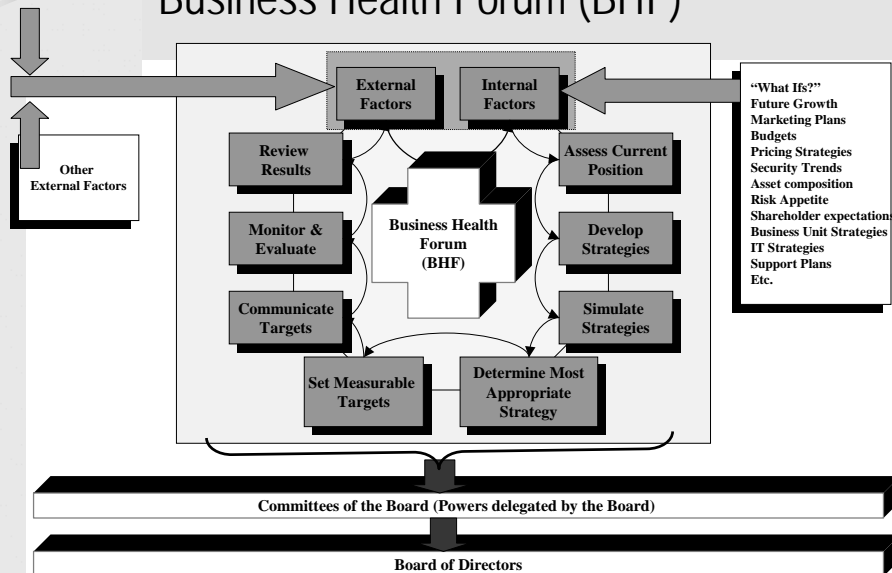 Business Health Forum (BHF)
External
Factors
Internal
Factors
"What Ifs?"
Future Growth
Marketing Plans
Budgets
Pricing Strategies
Security Trends
Asset composition
Risk Appetite
Shareholder expectations
Business Unit Strategies
IT Strategies
Support Plans
Etc.
Other
External Factors
Review
Results
Assess Current
Position
Business Health
Forum
(BHF)
Monitor &
Evaluate
Develop
Strategies
Communicate
Targets
Simulate
Strategies
Set Measurable
Targets
Determine Most
Appropriate
Strategy
Committees of the Board (Powers delegated by the Board)
Board of Directors